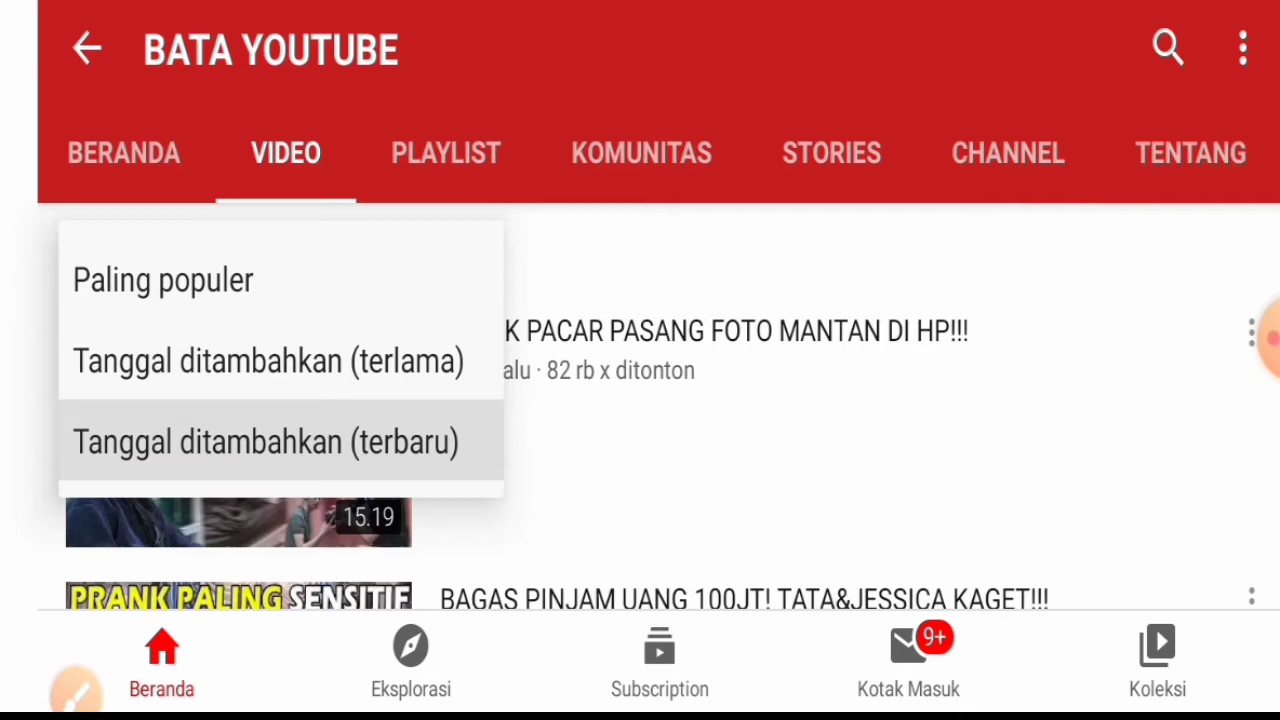 BATA YOUTUBE
BERANDA VIDEO PLAYLIST KOMUNITAS STORIES CHANNEL TENTANG
Paling populer
Tanggal ditambahkan (terlama)
Tanggal ditambahkan (terbaru)
K PACAR PASANG FOTO MANTAN DI HP!!!
alu · 82 rb x ditonton
15.19
PRANK PALING SENSITIF
BAGAS PINJAM UANG 100JT! TATA&JESSICA KAGET!!!
9+
Beranda Eksplorasi Subscription Kotak Masuk Koleksi